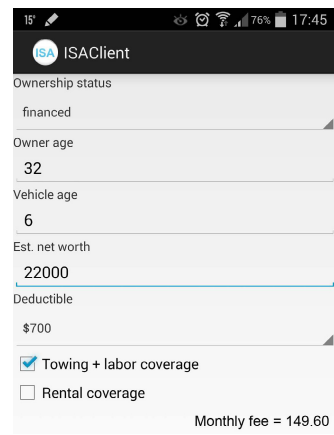 15° 76% 17:45
ISA ISAClient
Ownership status
financed
Owner age
32
Vehicle age
6
Est. net worth
22000
Deductible
$700
Towing + labor coverage
Rental coverage
Monthly fee = 149.60